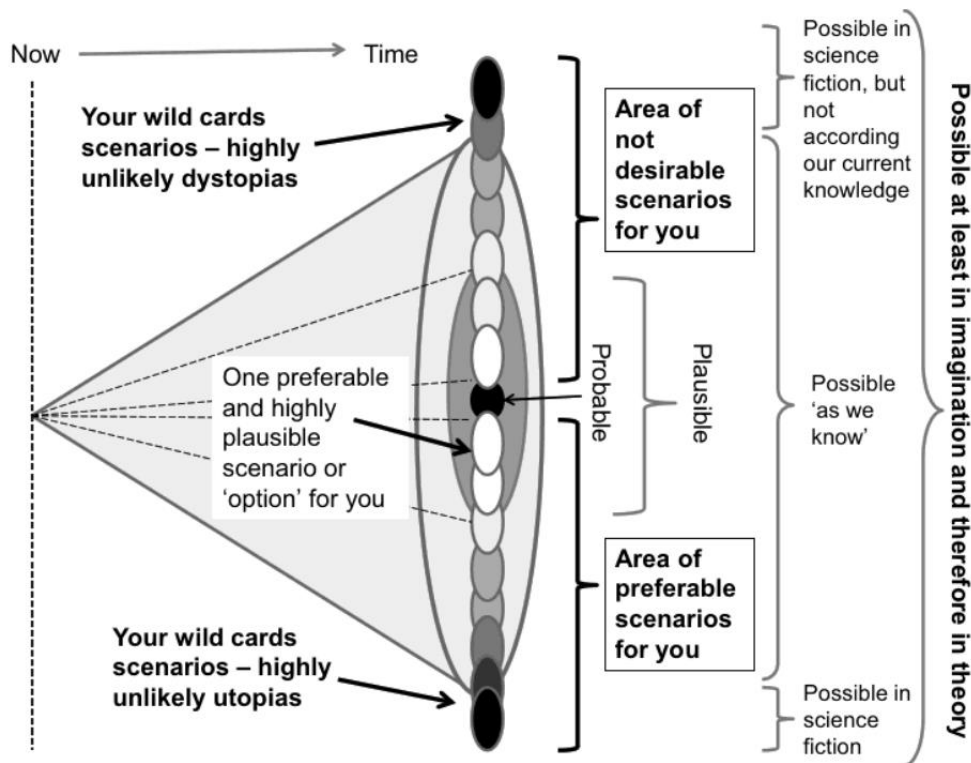 Now
Time
Your wild cards
scenarios – highly
unlikely dystopias
One preferable
and highly
plausible
scenario or
‘option’ for you
Your wild cards
scenarios – highly
unlikely utopias
Area of
not
desirable
scenarios
for you
Probable
Plausible
Area of
preferable
scenarios
for you
Possible in
science
fiction, but
not
according
our current
knowledge
Possible
‘as we
know’
Possible in
science
fiction
Possible at least in imagination and therefore in theory